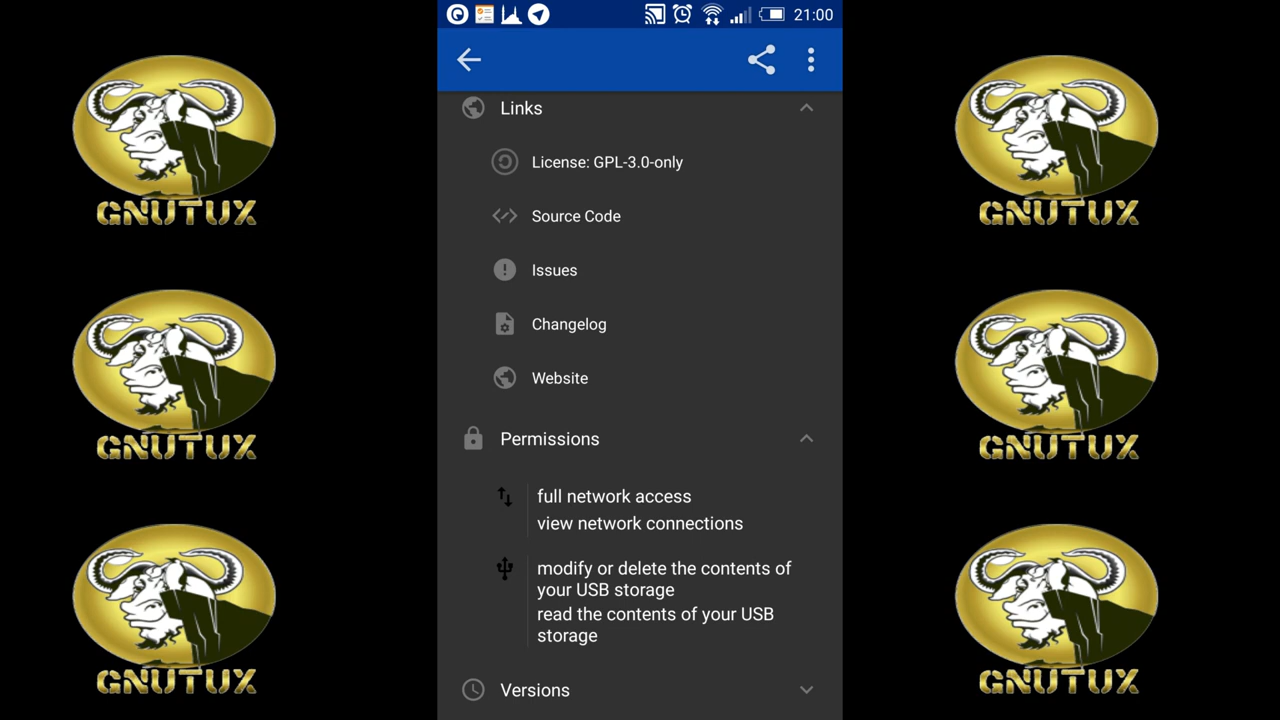 21:00
Links
License: GPL-3.0-only
Source Code
Issues
Changelog
Website
Permissions
full network access
view network connections
modify or delete the contents of
your USB storage
read the contents of your USB
storage
Versions
GNUTUX
GNUTUX
GNUTUX
GNUTUX
GNUTUX
GNUTUX